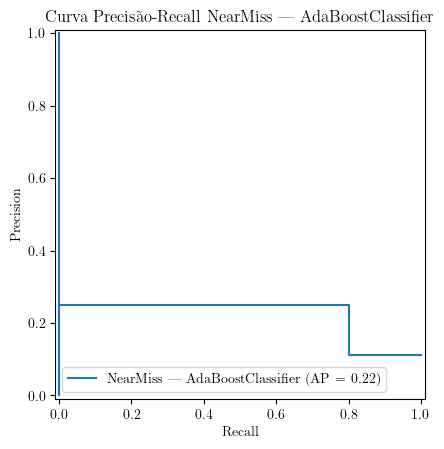 Curva Precisão-Recall NearMiss — AdaBoostClassifier
1.0
0.8
0.6
0.4
0.2
0.0
Precision
NearMiss — AdaBoostClassifier (AP = 0.22)
0.0 0.2 0.4 0.6 0.8 1.0
Recall